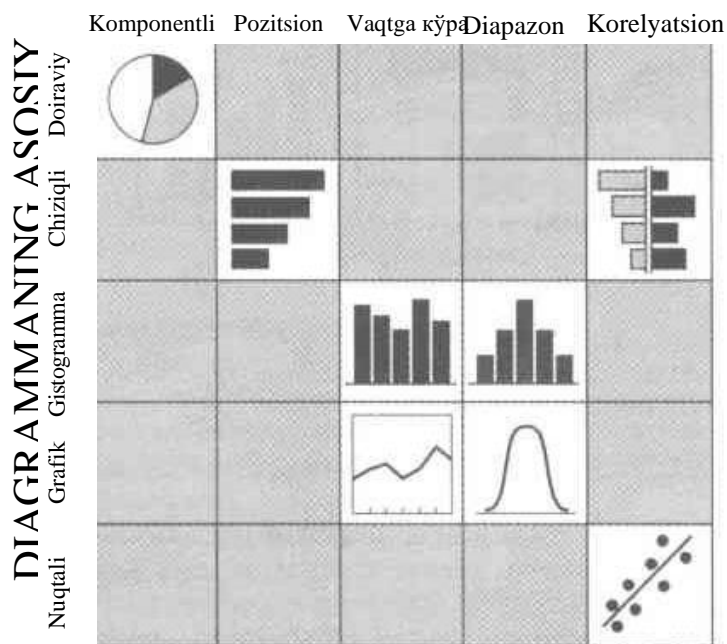 Komponentli Pozitsion Vaqtga кўра Diapazon Korelyatsion
DIAGRAMMANING ASOSIY
Doiraviy
Chiziqli
Gistogramma
Grafik
Nuqtali